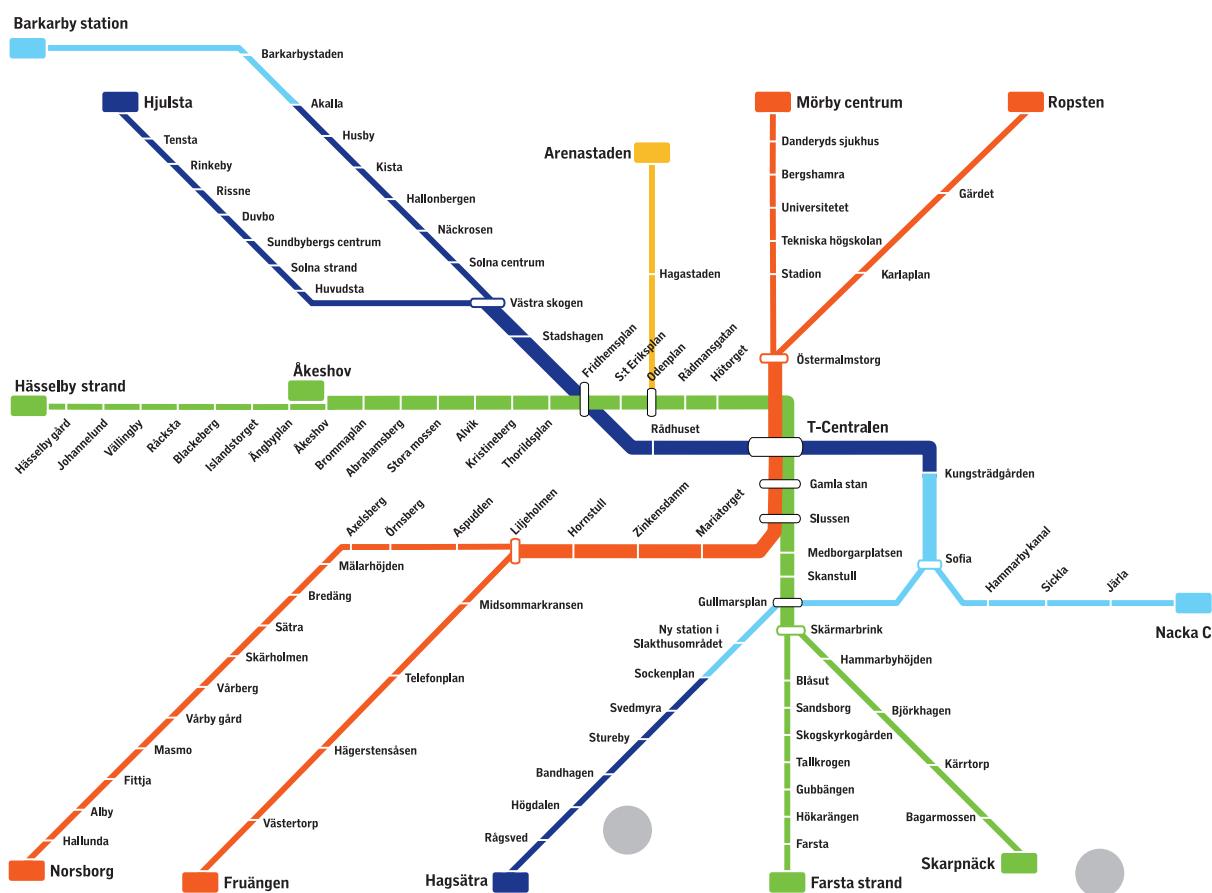 Barkarby station
Barkarbystaden
Akalla
Husby
Kista
Hallonbergen
Näckrosen
Solna centrum
Västra skogen
Stadshagen
Hjulsta
Tensta
Rinkeby
Rissne
Duvbo
Sundbybergs centrum
Solna strand
Huvudsta
Arenastaden
Hagastaden
Mörby centrum
Danderyds sjukhus
Bergshamra
Universitetet
Tekniska högskolan
Stadion
Ropsten
Gärdet
Karlaplan
Östermalmstorg
Hässelby strand
Åkeshov
Hässelby gård
Johannelund
Vällingby
Råcksta
Blackeberg
Islandstorget
Ängbyplan
Åkeshov
Brommaplan
Abrahamsberg
Stora mossen
Alvik
Kristineberg
Thorildsplan
Fridhemsplan
S:t Eriksplan
Odenplan
Rådmansgatan
Hötorget
Rådhuset
T-Centralen
Kungsträdgården
Gamla stan
Slussen
Medborgarplatsen
Skanstull
Gullmarsplan
Skärmarbrink
Sofia
Hammarby kanal
Sickla
Järla
Nacka C
Axelsberg
Örnsberg
Aspudden
Liljeholmen
Hornstull
Zinkensdamm
Mariatorget
Mälarhöjden
Bredäng
Sätra
Skärholmen
Vårberg
Vårby gård
Masmo
Fittja
Alby
Hallunda
Norsborg
Midsommarkransen
Telefonplan
Hägerstensåsen
Västertorp
Fruängen
Ny station i
Slakthusområdet
Sockenplan
Svedmyra
Stureby
Bandhagen
Högdalen
Rågsved
Hagsätra
Hammarbyhöjden
Björkhagen
Kärrtorp
Bagarmossen
Skarpnäck
Blåsut
Sandsborg
Skogskyrkogården
Tallkrogen
Gubbängen
Hökarängen
Farsta
Farsta strand